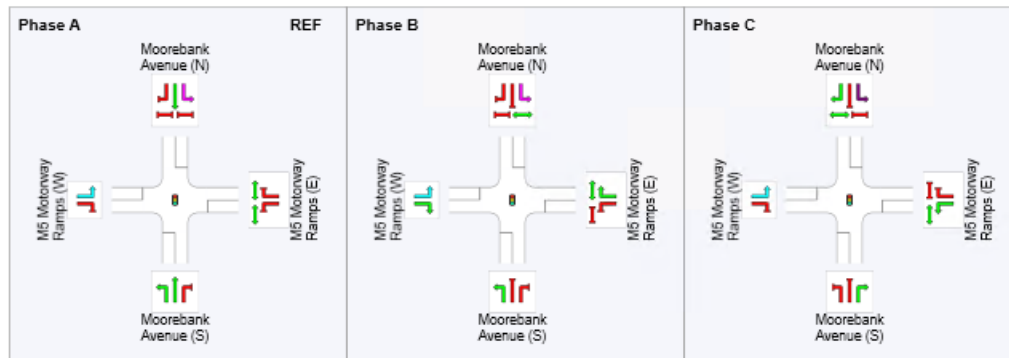 Phase A
REF
Moorebank
Avenue (N)
M5 Motorway
Ramps (W)
M5 Motorway
Ramps (E)
Moorebank
Avenue (S)
Phase B
Moorebank
Avenue (N)
M5 Motorway
Ramps (W)
M5 Motorway
Ramps (E)
Moorebank
Avenue (S)
Phase C
Moorebank
Avenue (N)
M5 Motorway
Ramps (W)
M5 Motorway
Ramps (E)
Moorebank
Avenue (S)